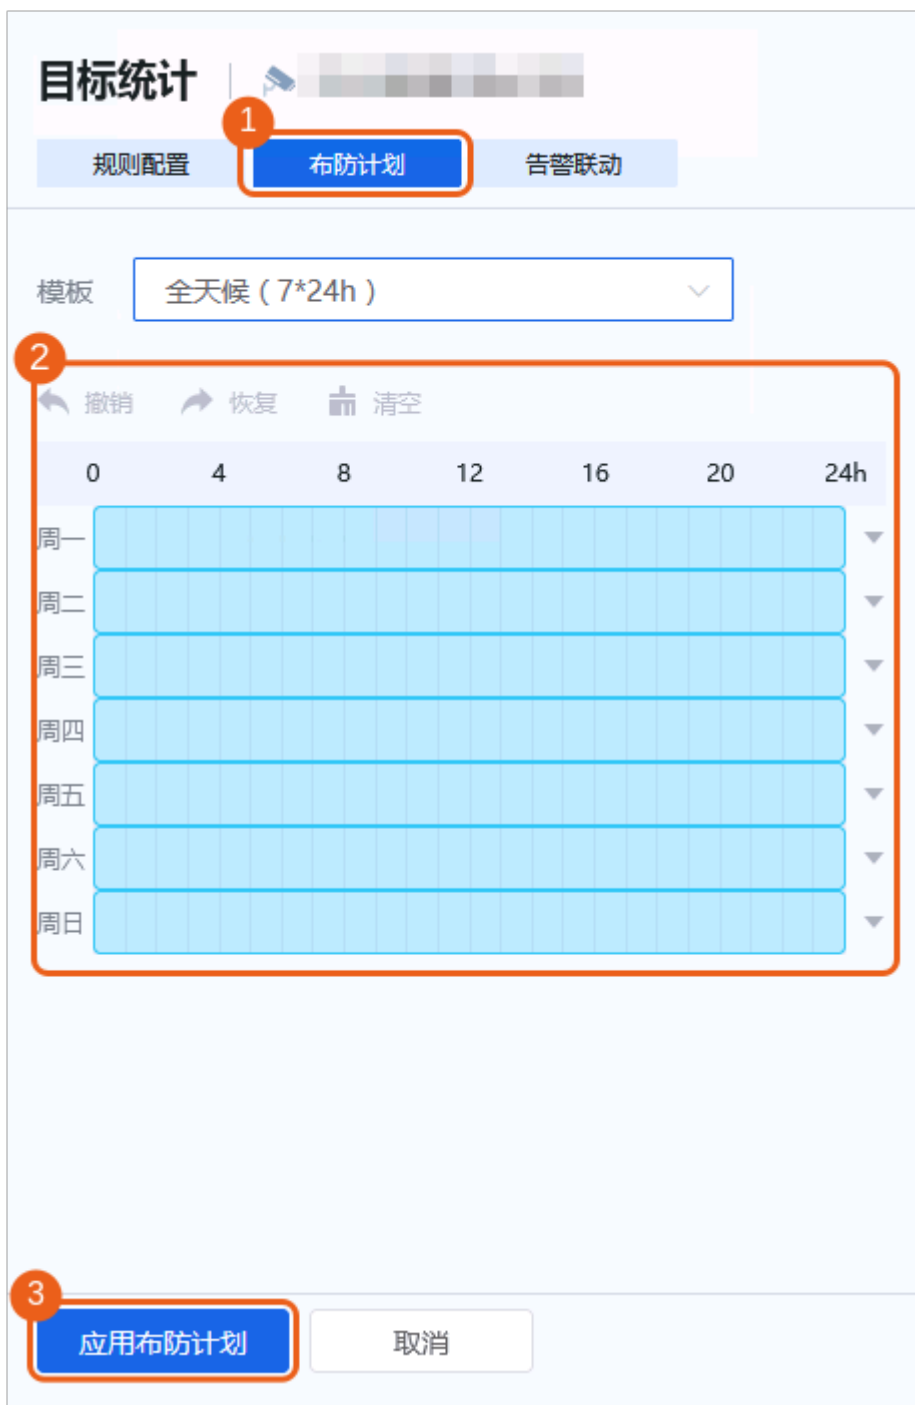 目标统计
1
规则配置 布防计划 告警联动
模板 全天候（7*24h）
2
撤销 恢复 清空
0 4 8 12 16 20 24h
周一
周二
周三
周四
周五
周六
周日
3
应用布防计划 取消